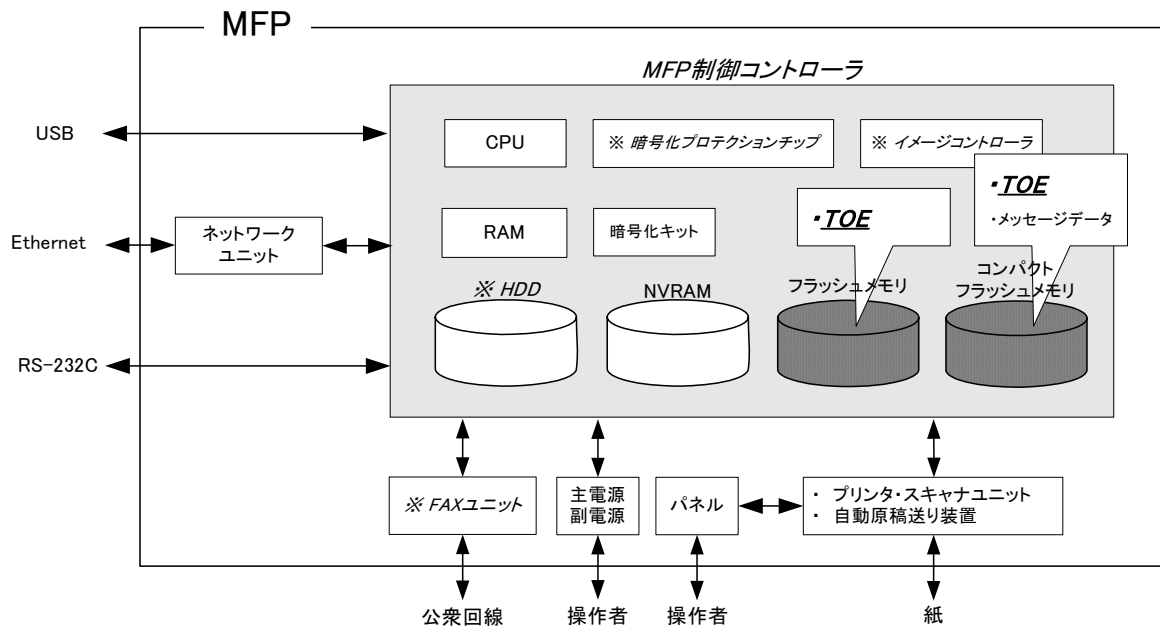 MFP
MFP制御コントローラ
USB
CPU
※ 暗号化プロテクションチップ
※ イメージコントローラ
・TOE
・メッセージデータ
・TOE
Ethernet
ネットワーク
ユニット
RAM
暗号化キット
※ HDD
NVRAM
フラッシュメモリ
コンパクト
フラッシュメモリ
RS-232C
※ FAXユニット
主電源
副電源
パネル
・ プリンタ・スキャナユニット
・ 自動原稿送り装置
公衆回線
操作者
操作者
紙